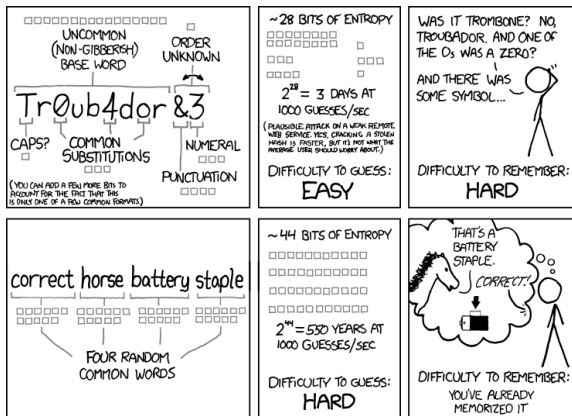 UNCOMMON
(NON-GIBBERISH)
BASE WORD
ORDER
UNKNOWN
Tr0ub4dor &3
CAPS?
COMMON
SUBSTITUTIONS
NUMERAL
PUNCTUATION
(YOU CAN ADD A FEW MORE BITS TO
ACCOUNT FOR THE FACT THAT THIS
IS ONLY ONE OF A FEW COMMON FORMATS.)
~28 BITS OF ENTROPY
2^28 = 3 DAYS AT
1000 GUESSES/SEC
(PLAUSIBLE ATTACK ON A WEAK REMOTE
WEB SERVICE. YES, CRACKING A STOLEN
HASH IS FASTER, BUT IT'S NOT WHAT THE
AVERAGE USER SHOULD WORRY ABOUT.)
DIFFICULTY TO GUESS:
EASY
WAS IT TROMBONE? NO,
TROUBADOR. AND ONE OF
THE Os WAS A ZERO?
AND THERE WAS
SOME SYMBOL...
DIFFICULTY TO REMEMBER:
HARD
correct horse battery staple
FOUR RANDOM
COMMON WORDS
~44 BITS OF ENTROPY
2^44 = 550 YEARS AT
1000 GUESSES/SEC
DIFFICULTY TO GUESS:
HARD
THAT'S A
BATTERY
STAPLE.
CORRECT!
DIFFICULTY TO REMEMBER:
YOU'VE ALREADY
MEMORIZED IT